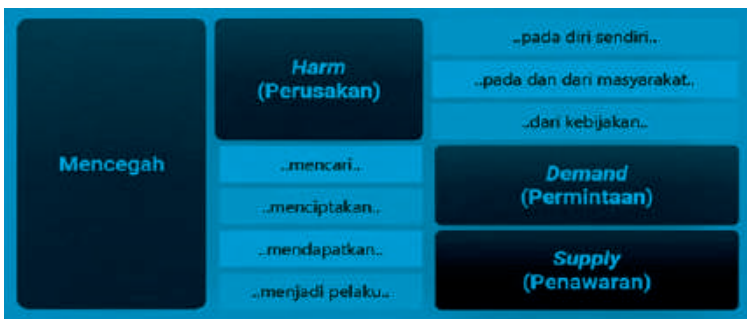 Mencegah
Harm
(Perusakan)
..pada diri sendiri..
..pada dan dari masyarakat..
..dari kebijakan..
..mencari..
..menciptakan..
..mendapatkan..
..menjadi pelaku..
Demand
(Permintaan)
Supply
(Penawaran)